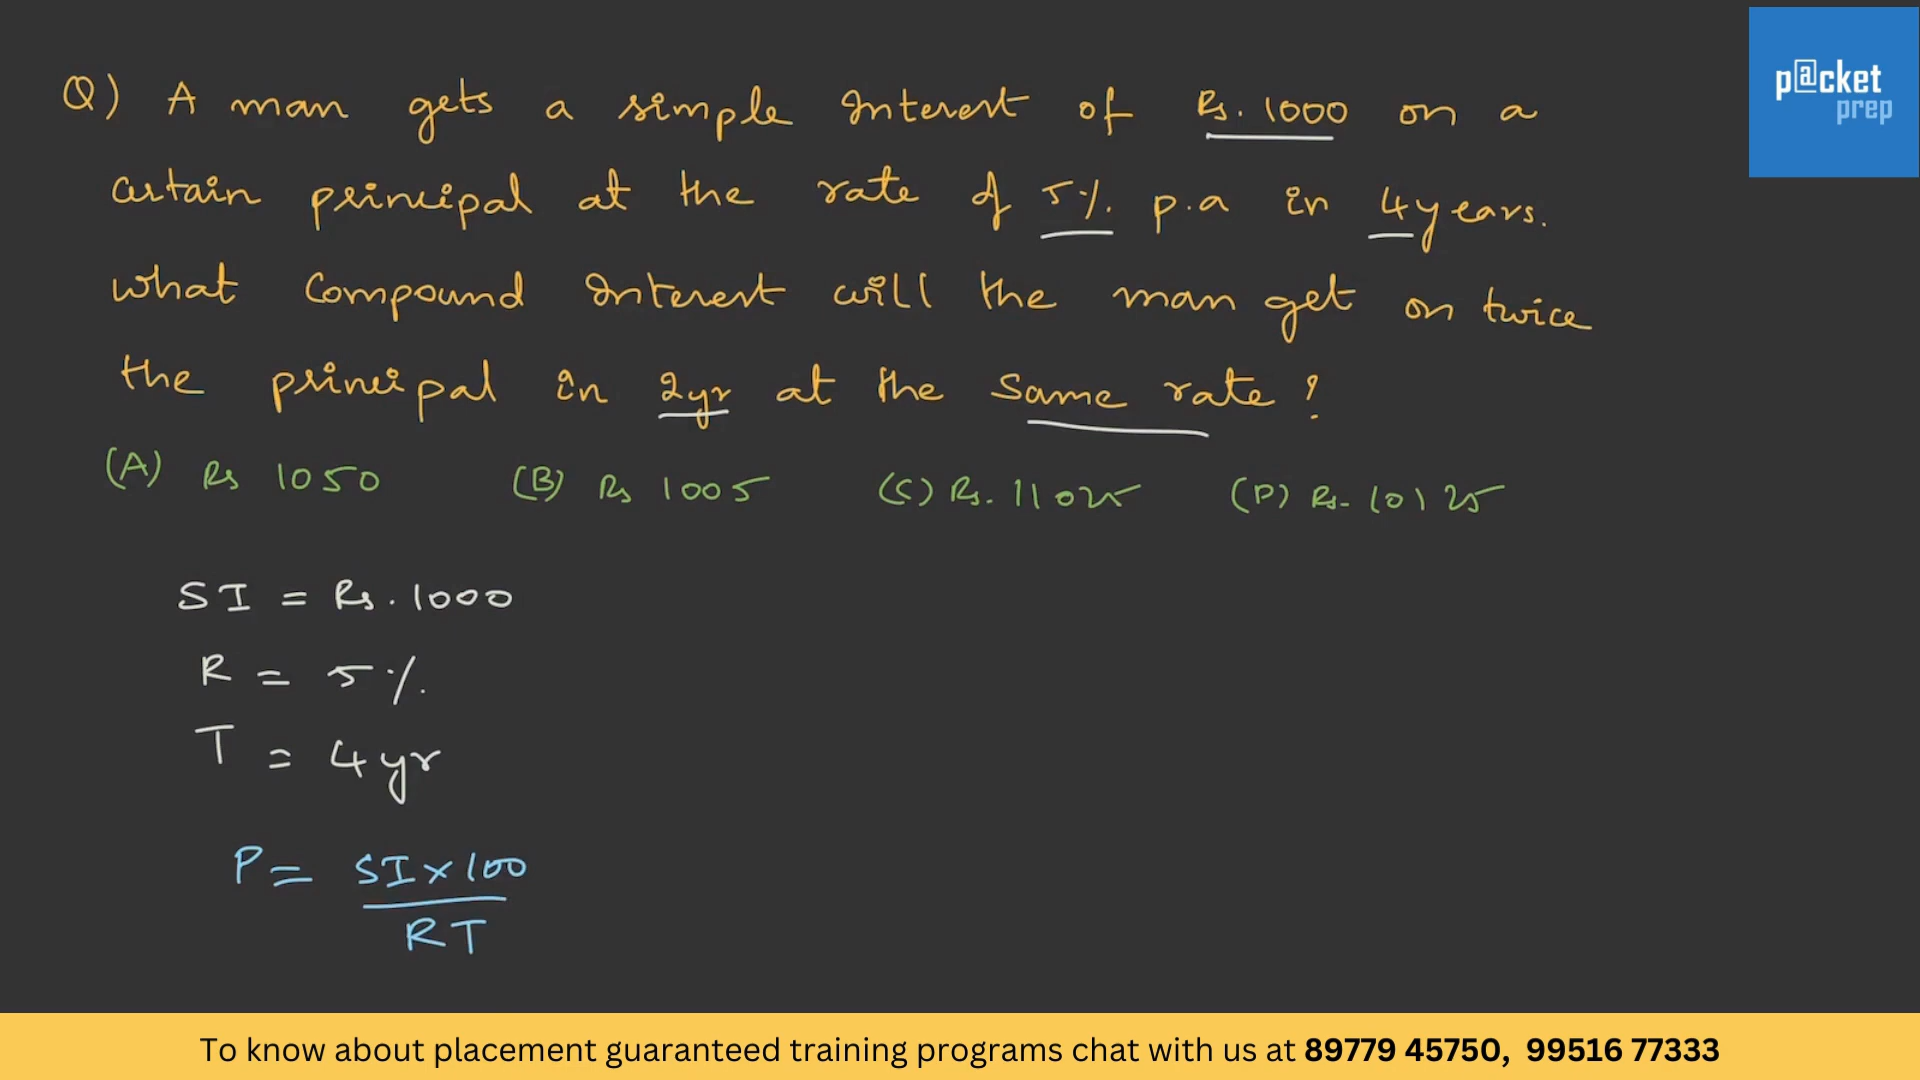 p@cket
prep
Q) A man gets a simple Interest of Rs. 1000 on a
certain principal at the rate of 5% p.a in 4 years.
what Compound Interest will the man get on twice
the principal in 2yr at the same rate?
(A) Rs 1050 (B) Rs 1005 (C) Rs. 11025 (D) Rs. 10125
SI = Rs. 1000
R = 5%.
T = 4yr
P = SI × 100
RT
To know about placement guaranteed training programs chat with us at 89779 45750, 99516 77333